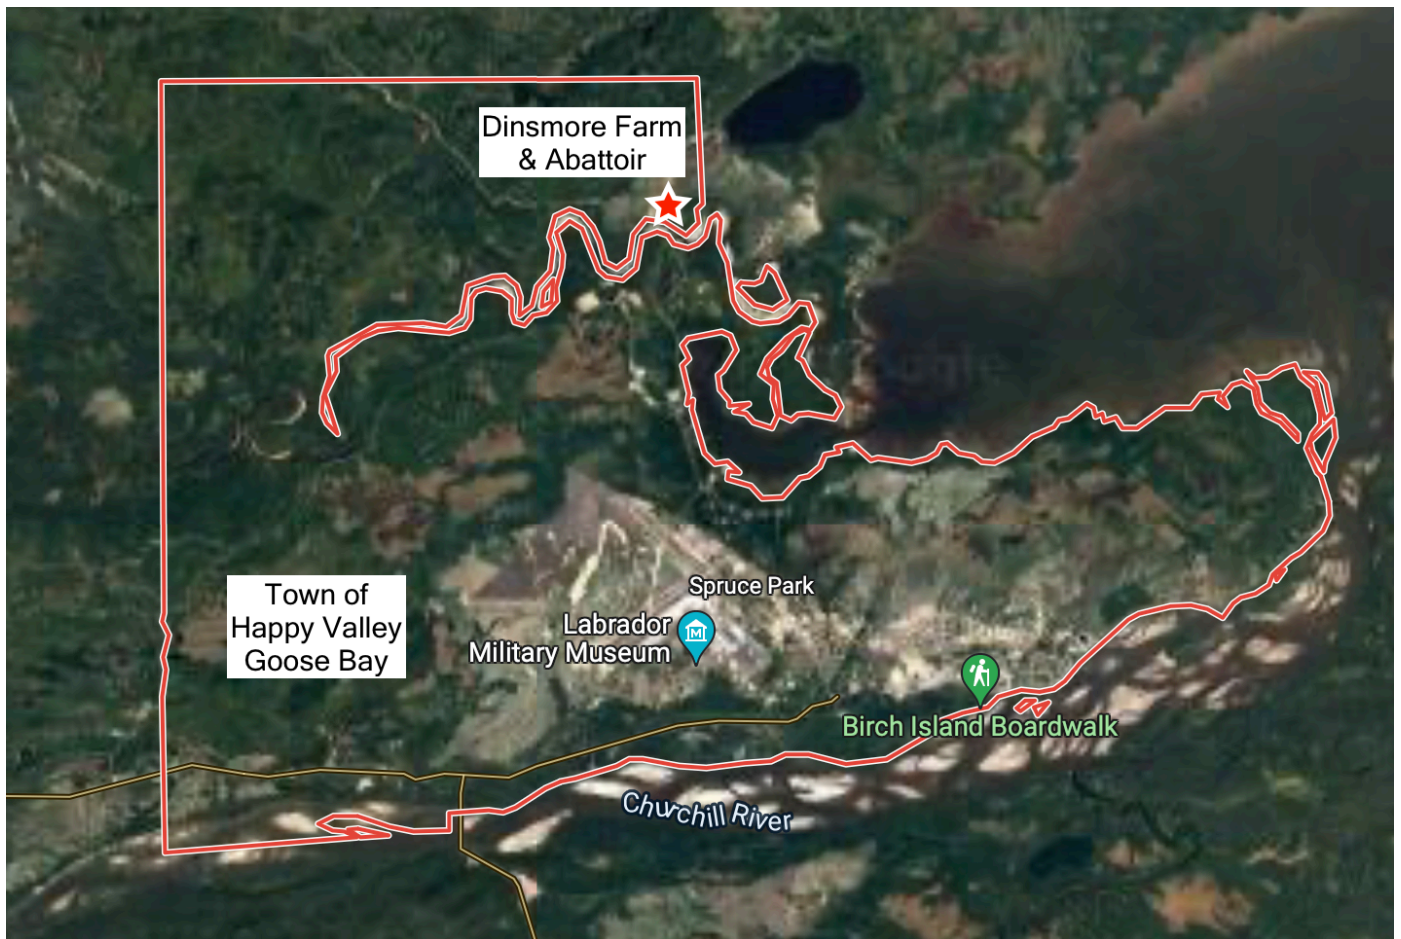 Dinsmore Farm
& Abattoir
Spruce Park
Labrador
Military Museum
M
Town of
Happy Valley
Goose Bay
Birch Island Boardwalk
Churchill River